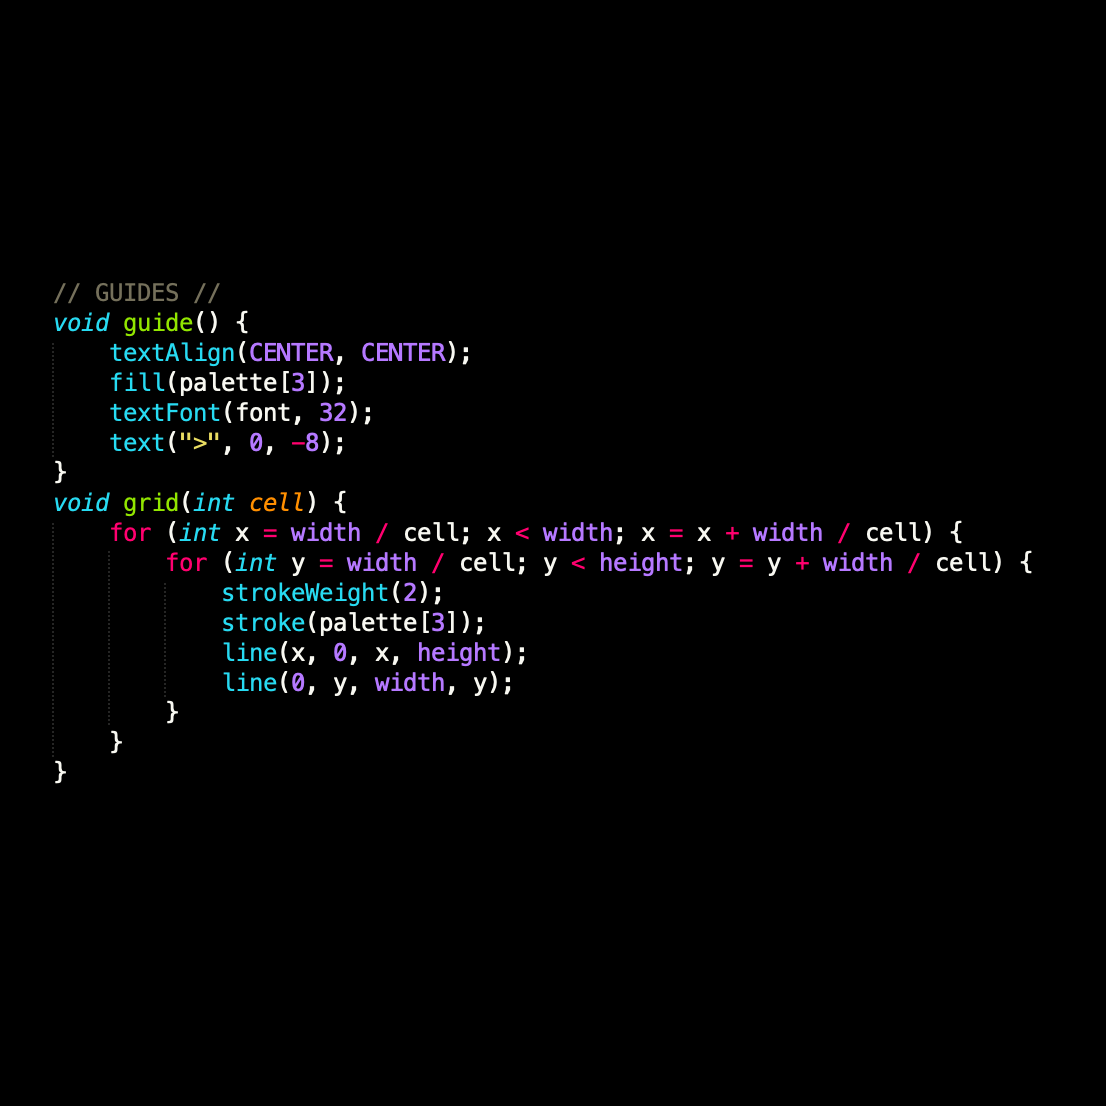 // GUIDES //
void guide() {
    textAlign(CENTER, CENTER);
    fill(palette[3]);
    textFont(font, 32);
    text(">", 0, -8);
}
void grid(int cell) {
    for (int x = width / cell; x < width; x = x + width / cell) {
        for (int y = width / cell; y < height; y = y + width / cell) {
            strokeWeight(2);
            stroke(palette[3]);
            line(x, 0, x, height);
            line(0, y, width, y);
        }
    }
}